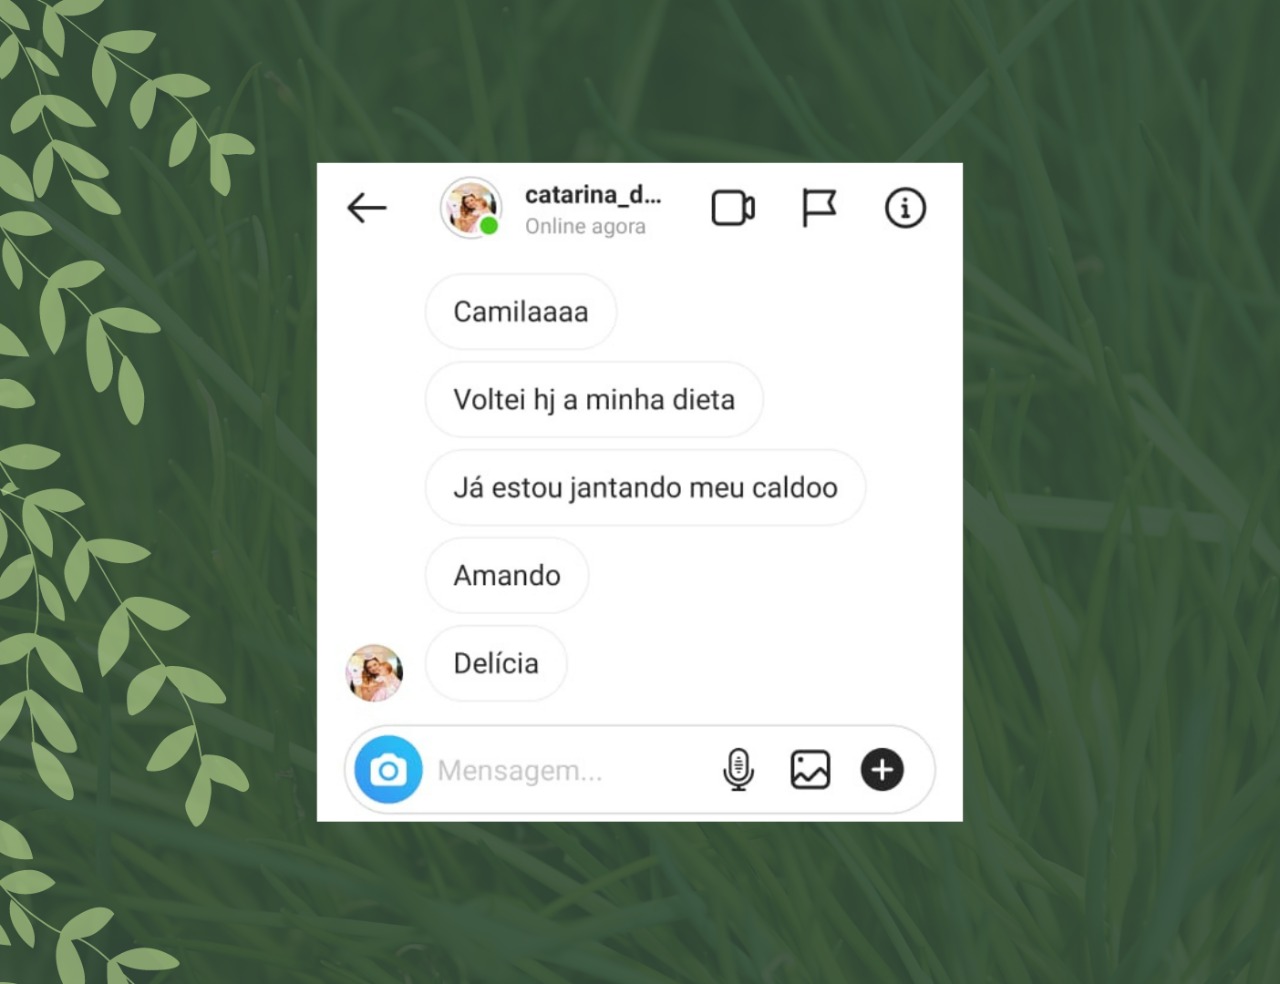 catarina_d...
Online agora
Camilaaaa
Voltei hj a minha dieta
Já estou jantando meu caldoo
Amando
Delícia
Mensagem...